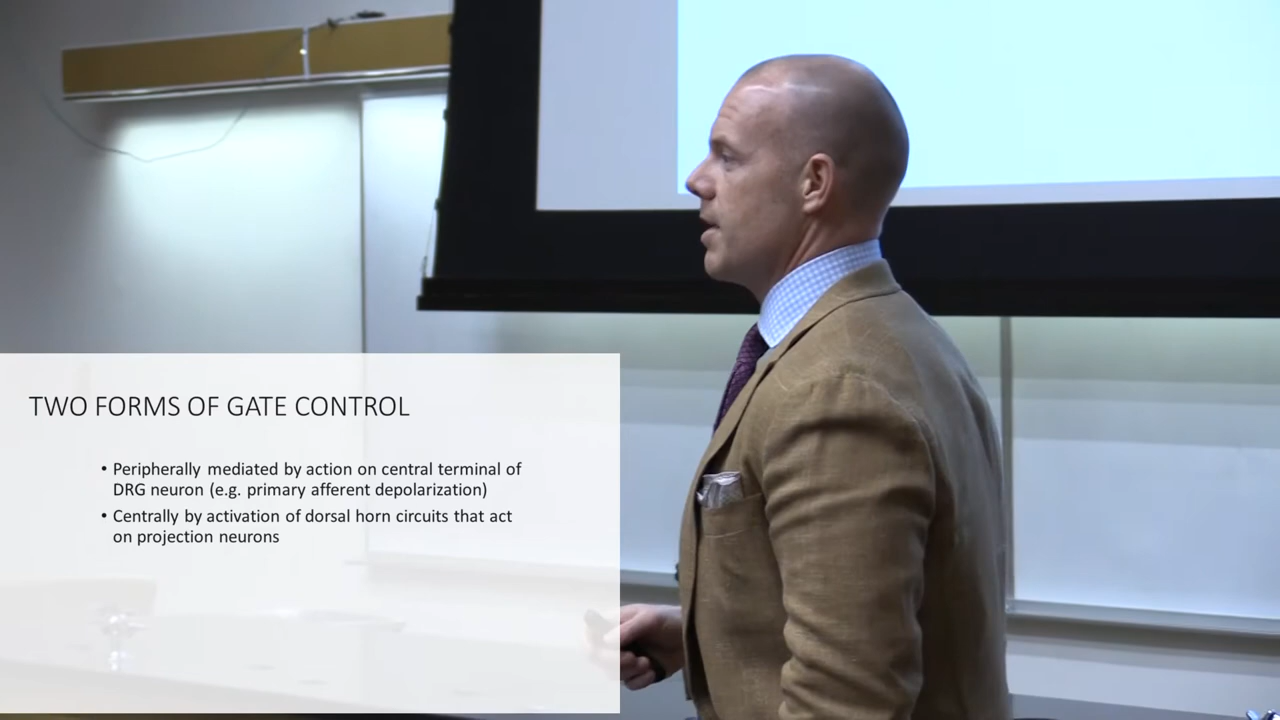 TWO FORMS OF GATE CONTROL
• Peripherally mediated by action on central terminal of
DRG neuron (e.g. primary afferent depolarization)
• Centrally by activation of dorsal horn circuits that act
on projection neurons